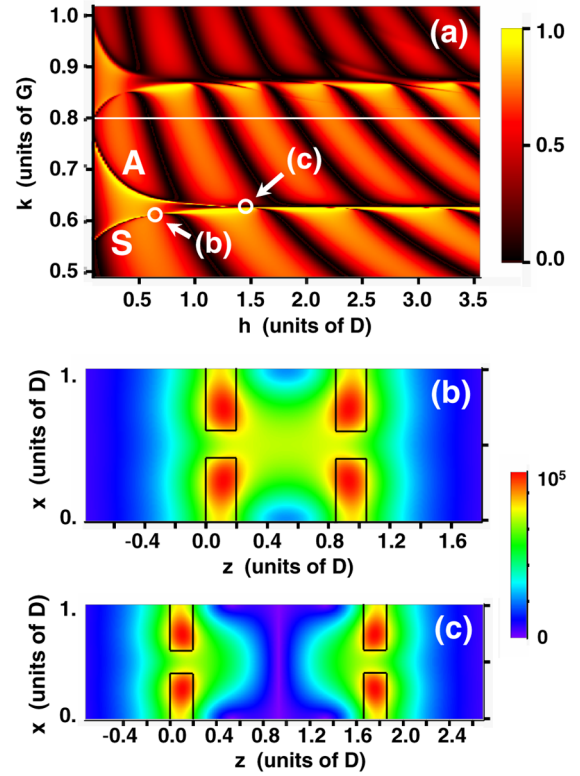 (a)
1.0
0.9
0.8
0.7
0.6
0.5
k (units of G)
A
S
(b)
(c)
0.5 1.0 1.5 2.0 2.5 3.0 3.5
h (units of D)
1.0
0.5
0.0
(b)
1.
0.
x (units of D)
-0.4 0.0 0.4 0.8 1.2 1.6
z (units of D)
10⁵
0
(c)
1.
0.
x (units of D)
-0.4 0.0 0.4 0.8 1.2 1.6 2.0 2.4
z (units of D)